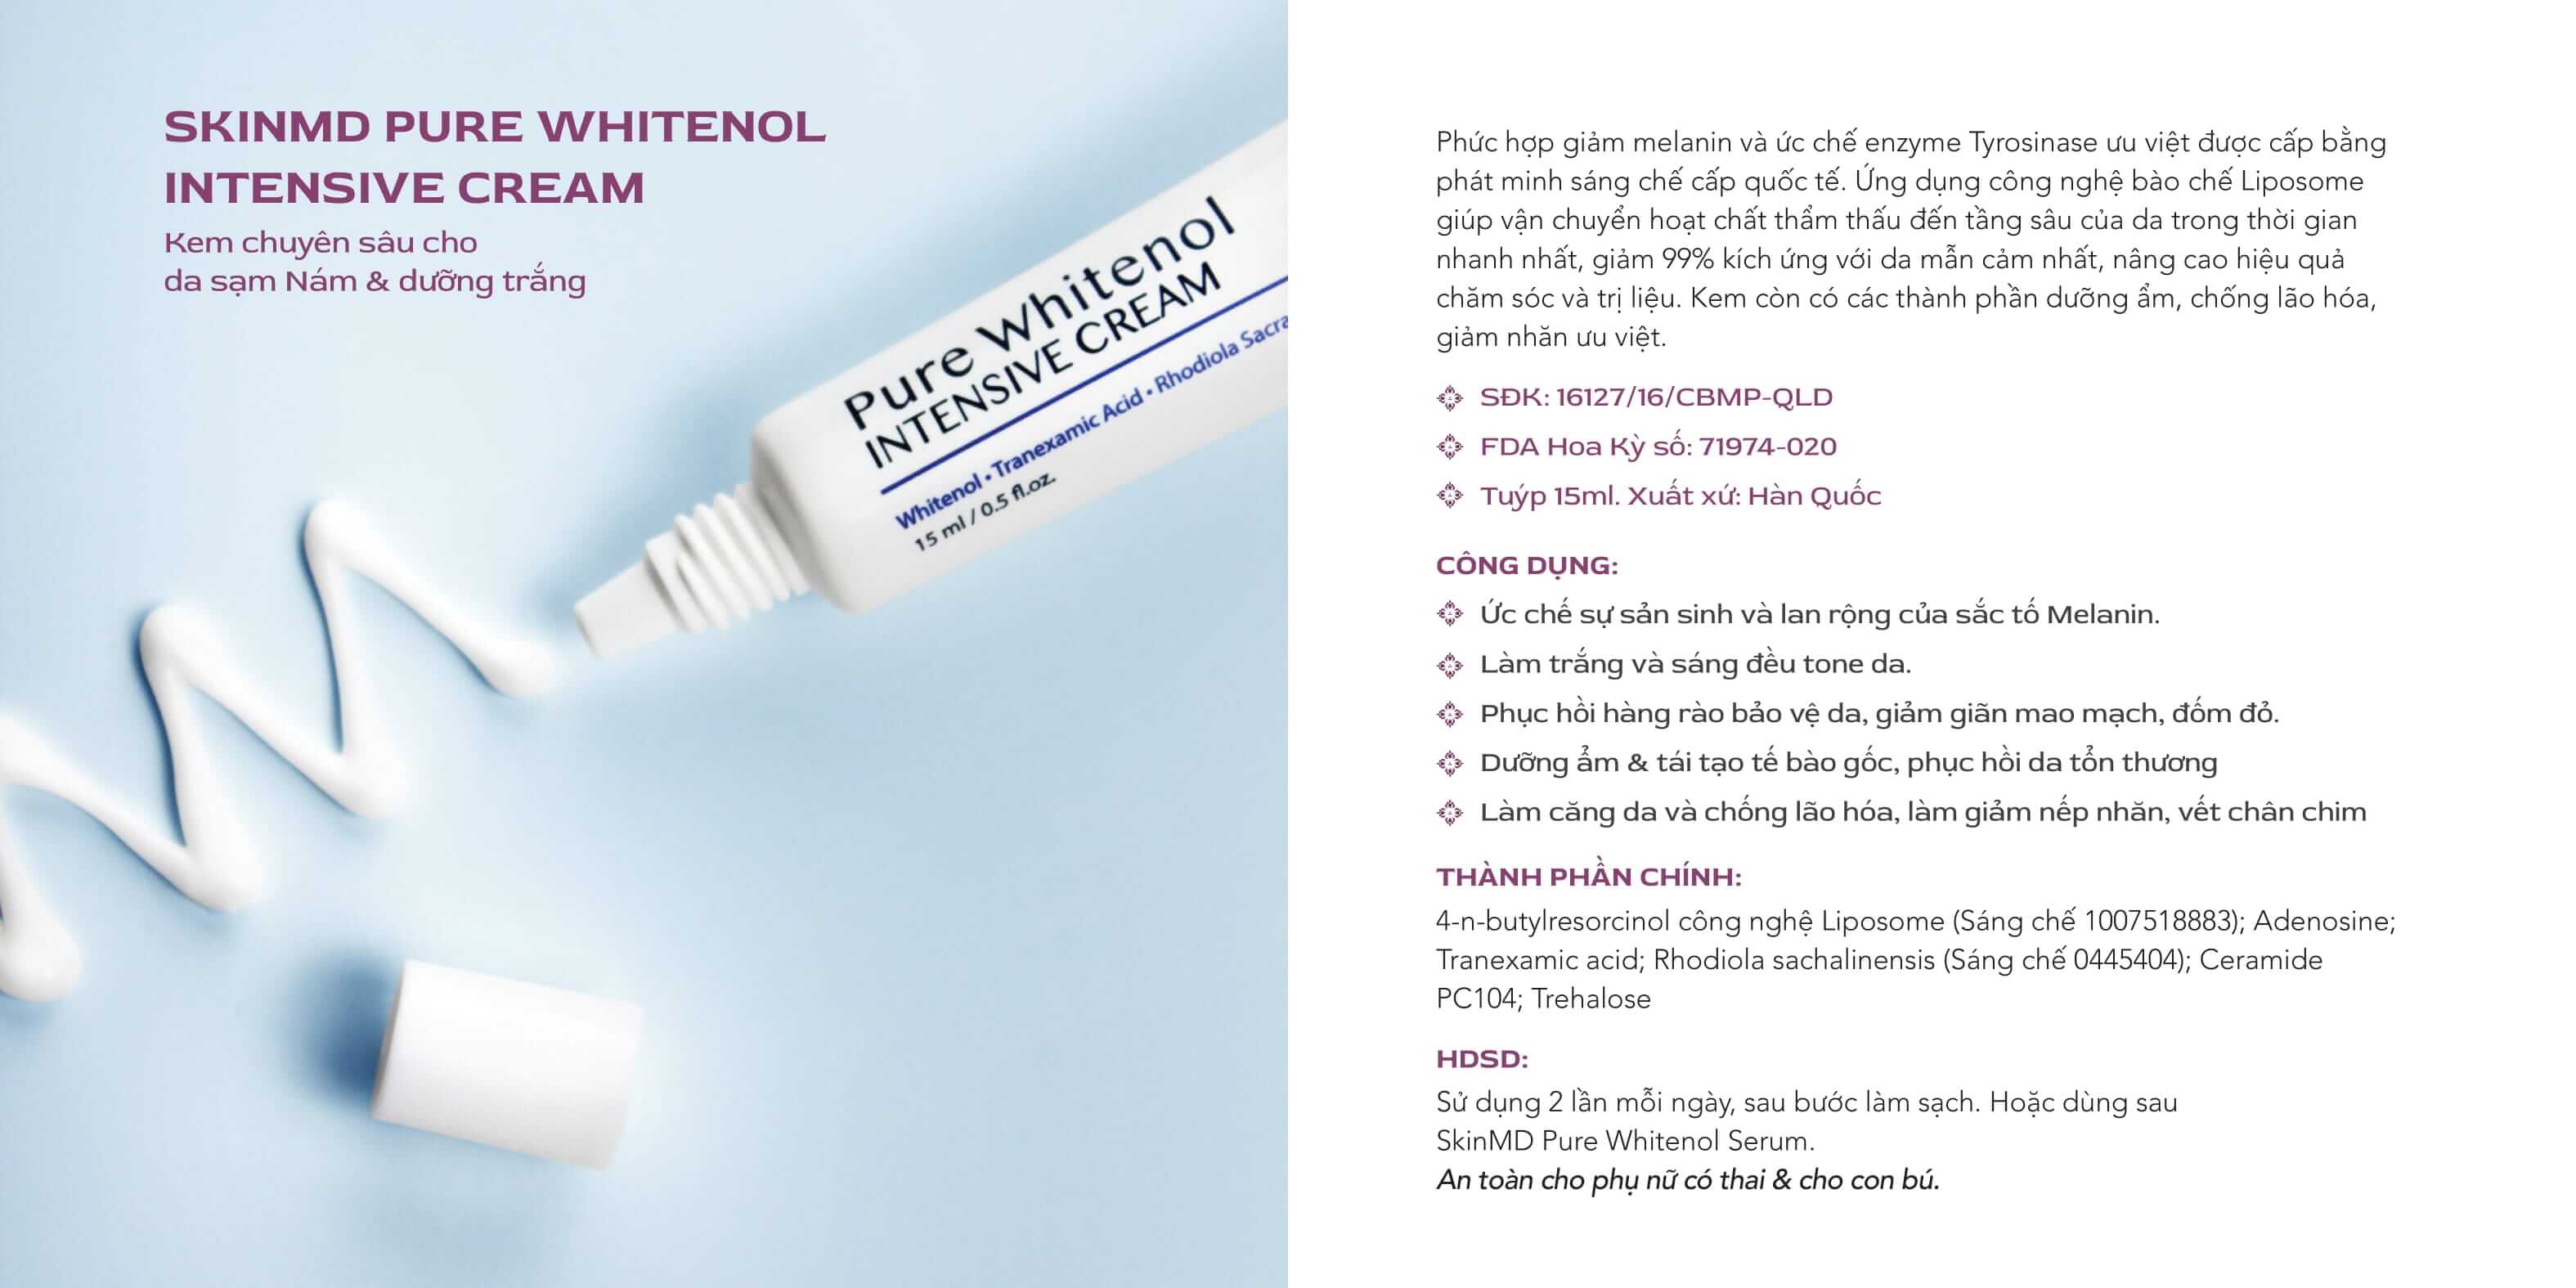 SKINMD PURE WHITENOL
INTENSIVE CREAM
Kem chuyên sâu cho
da sạm Nám & dưỡng trắng
Pure Whitenol
INTENSIVE CREAM
Whitenol • Tranexamic Acid • Rhodiola Sacra
15 ml / 0.5 fl.oz.
Phức hợp giảm melanin và ức chế enzyme Tyrosinase ưu việt được cấp bằng
phát minh sáng chế cấp quốc tế. Ứng dụng công nghệ bào chế Liposome
giúp vận chuyển hoạt chất thẩm thấu đến tầng sâu của da trong thời gian
nhanh nhất, giảm 99% kích ứng với da mẫn cảm nhất, nâng cao hiệu quả
chăm sóc và trị liệu. Kem còn có các thành phần dưỡng ẩm, chống lão hóa,
giảm nhăn ưu việt.
SĐK: 16127/16/CBMP-QLD
FDA Hoa Kỳ số: 71974-020
Tuýp 15ml. Xuất xứ: Hàn Quốc
CÔNG DỤNG:
Ức chế sự sản sinh và lan rộng của sắc tố Melanin.
Làm trắng và sáng đều tone da.
Phục hồi hàng rào bảo vệ da, giảm giãn mao mạch, đốm đỏ.
Dưỡng ẩm & tái tạo tế bào gốc, phục hồi da tổn thương
Làm căng da và chống lão hóa, làm giảm nếp nhăn, vết chân chim
THÀNH PHẦN CHÍNH:
4-n-butylresorcinol công nghệ Liposome (Sáng chế 1007518883); Adenosine;
Tranexamic acid; Rhodiola sachalinensis (Sáng chế 0445404); Ceramide
PC104; Trehalose
HDSD:
Sử dụng 2 lần mỗi ngày, sau bước làm sạch. Hoặc dùng sau
SkinMD Pure Whitenol Serum.
An toàn cho phụ nữ có thai & cho con bú.